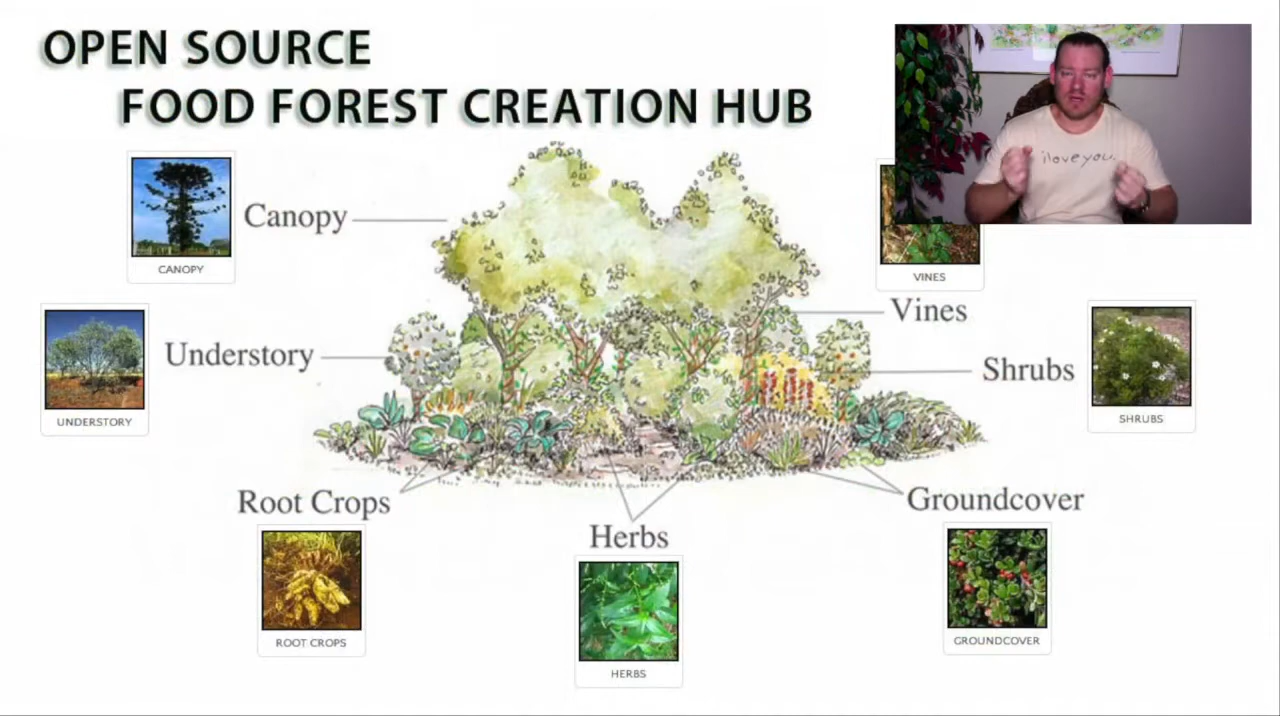 OPEN SOURCE
FOOD FOREST CREATION HUB
i love you.
CANOPY
Canopy
VINES
Vines
UNDERSTORY
Understory
Shrubs
SHRUBS
Root Crops
ROOT CROPS
Herbs
HERBS
Groundcover
GROUNDCOVER